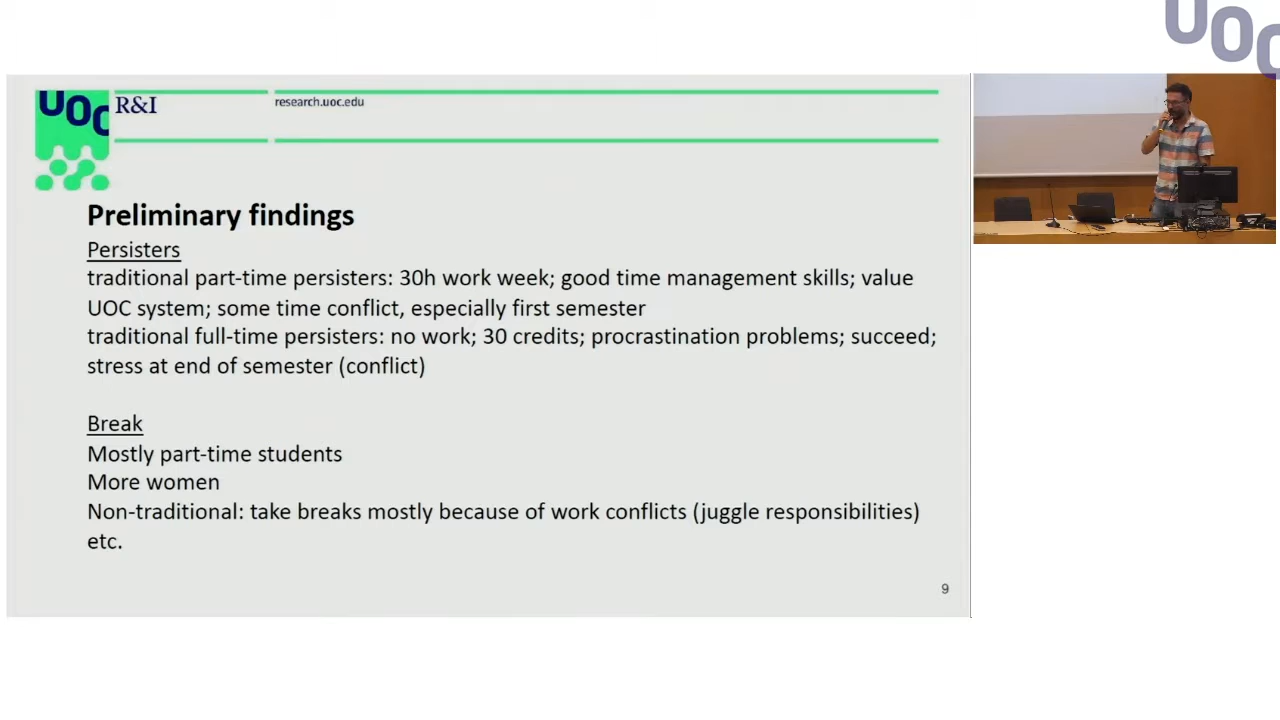 UOC
UOC
R&I
research.uoc.edu
Preliminary findings
Persisters
traditional part-time persisters: 30h work week; good time management skills; value
UOC system; some time conflict, especially first semester
traditional full-time persisters: no work; 30 credits; procrastination problems; succeed;
stress at end of semester (conflict)
Break
Mostly part-time students
More women
Non-traditional: take breaks mostly because of work conflicts (juggle responsibilities)
etc.
9